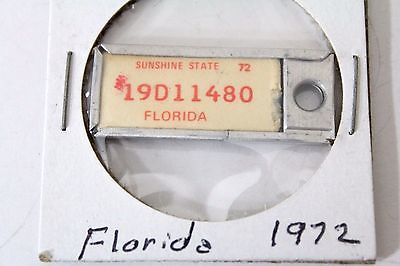 SUNSHINE STATE 72
19D11480
FLORIDA
Florida 1972